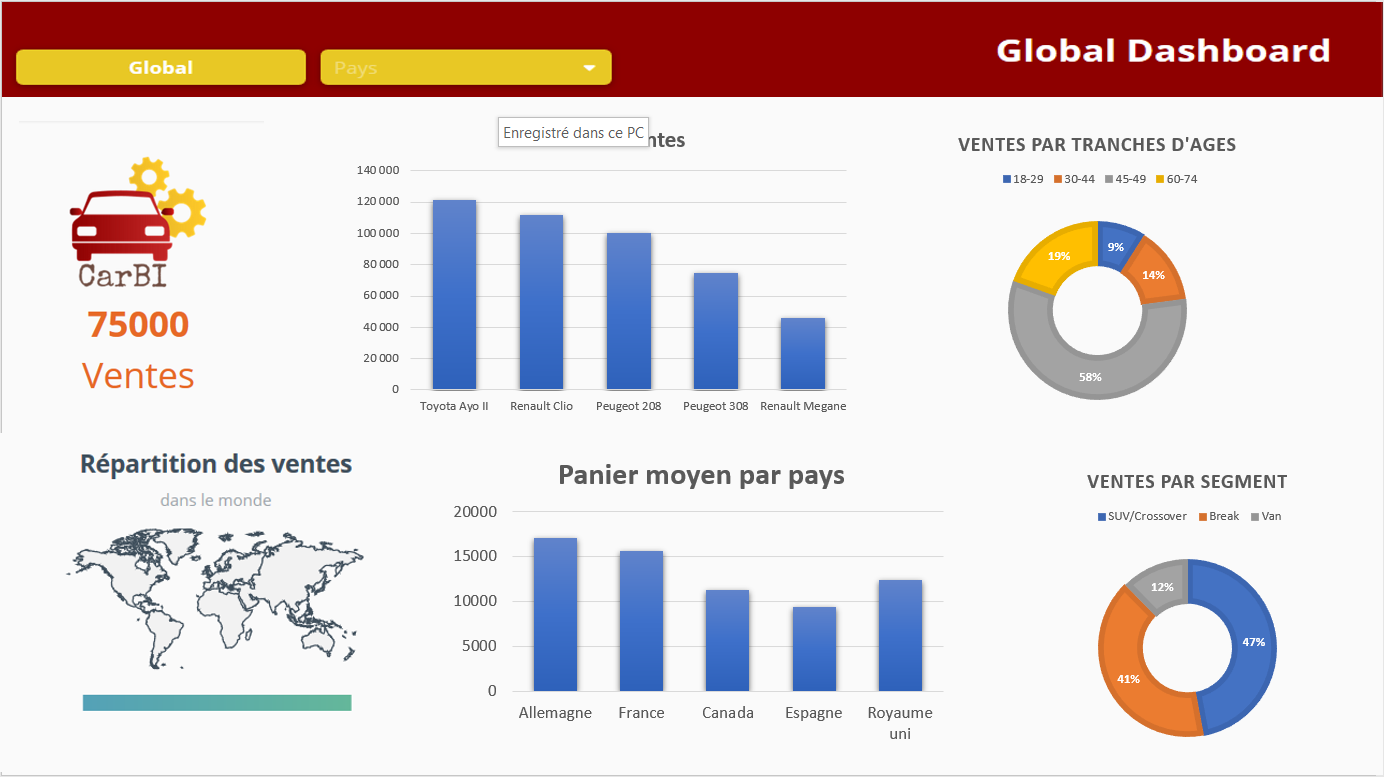 Global Dashboard
Global
Pays
Enregistré dans ce PC
ntes
140 000
120 000
100 000
80 000
60 000
40 000
20 000
0
Toyota Ayo II Renault Clio Peugeot 208 Peugeot 308 Renault Megane
VENTES PAR TRANCHES D'AGES
18-29 30-44 45-49 60-74
9%
14%
19%
58%
CarBI
75000
Ventes
Répartition des ventes
dans le monde
Panier moyen par pays
20000
15000
10000
5000
0
Allemagne France Canada Espagne Royaume
uni
VENTES PAR SEGMENT
SUV/Crossover Break Van
12%
47%
41%